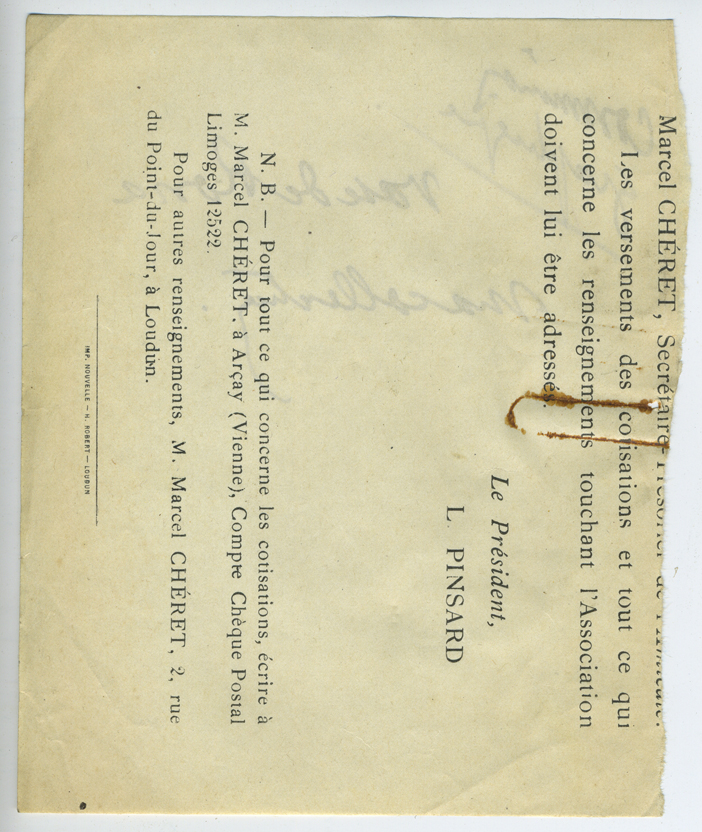 Marcel CHÉRET, Secrétaire-Trésorier de l'Amicale.
Les versements des cotisations et tout ce qui
concerne les renseignements touchant l'Association
doivent lui être adressés.
Le Président,
L. PINSARD
N. B. — Pour tout ce qui concerne les cotisations, écrire à
M. Marcel CHÉRET, à Arçay (Vienne), Compte Chèque Postal
Limoges 12522.
Pour autres renseignements, M. Marcel CHÉRET, 2, rue
du Point-du-Jour, à Loudun.
IMP. NOUVELLE — H. ROBERT — LOUDUN